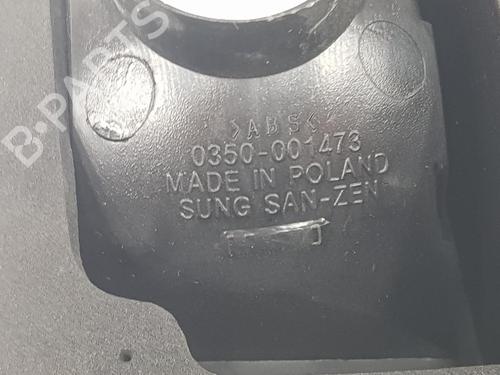 B-PARTS
>ABS<
0350-001473
MADE IN POLAND
SUNG SAN-ZEN